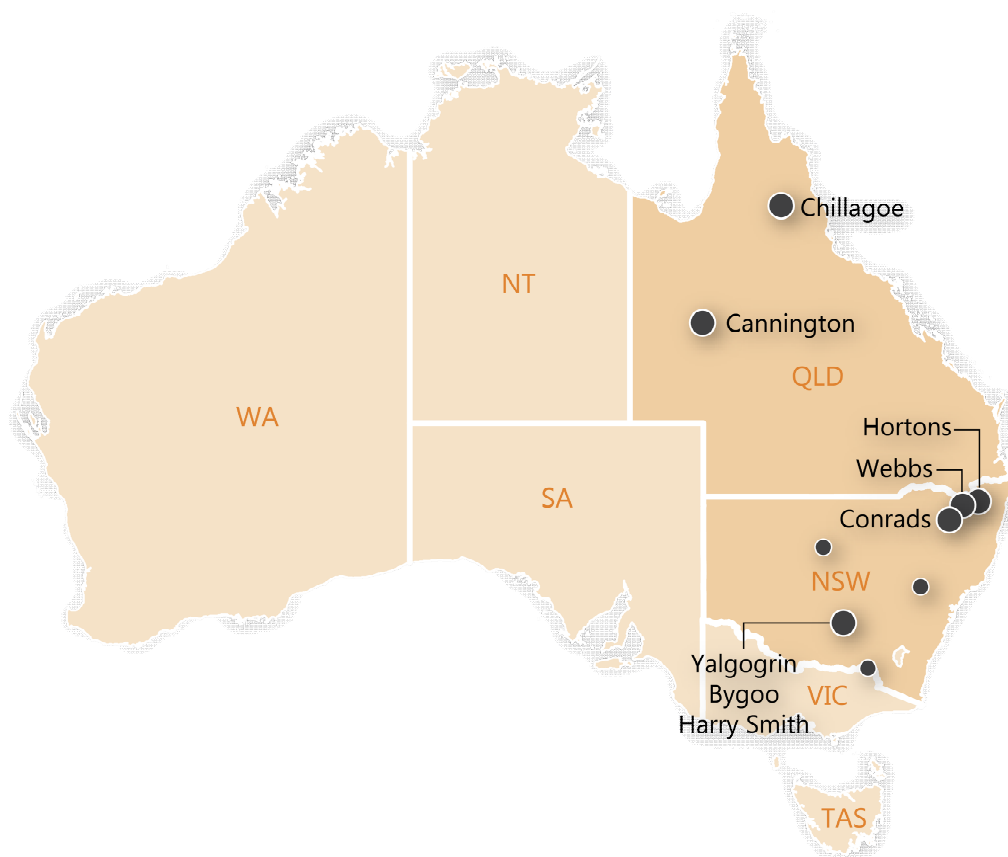 Chillagoe
NT
Cannington
QLD
WA
Hortons
Webbs
SA
Conrads
NSW
Yalgogrin
Bygoo
VIC
Harry Smith
TAS